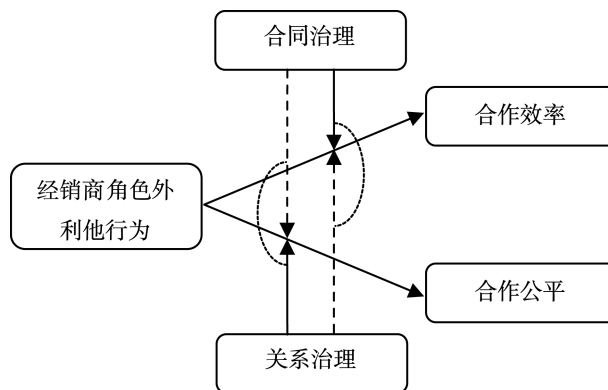 合同治理
合作效率
经销商角色外
利他行为
合作公平
关系治理